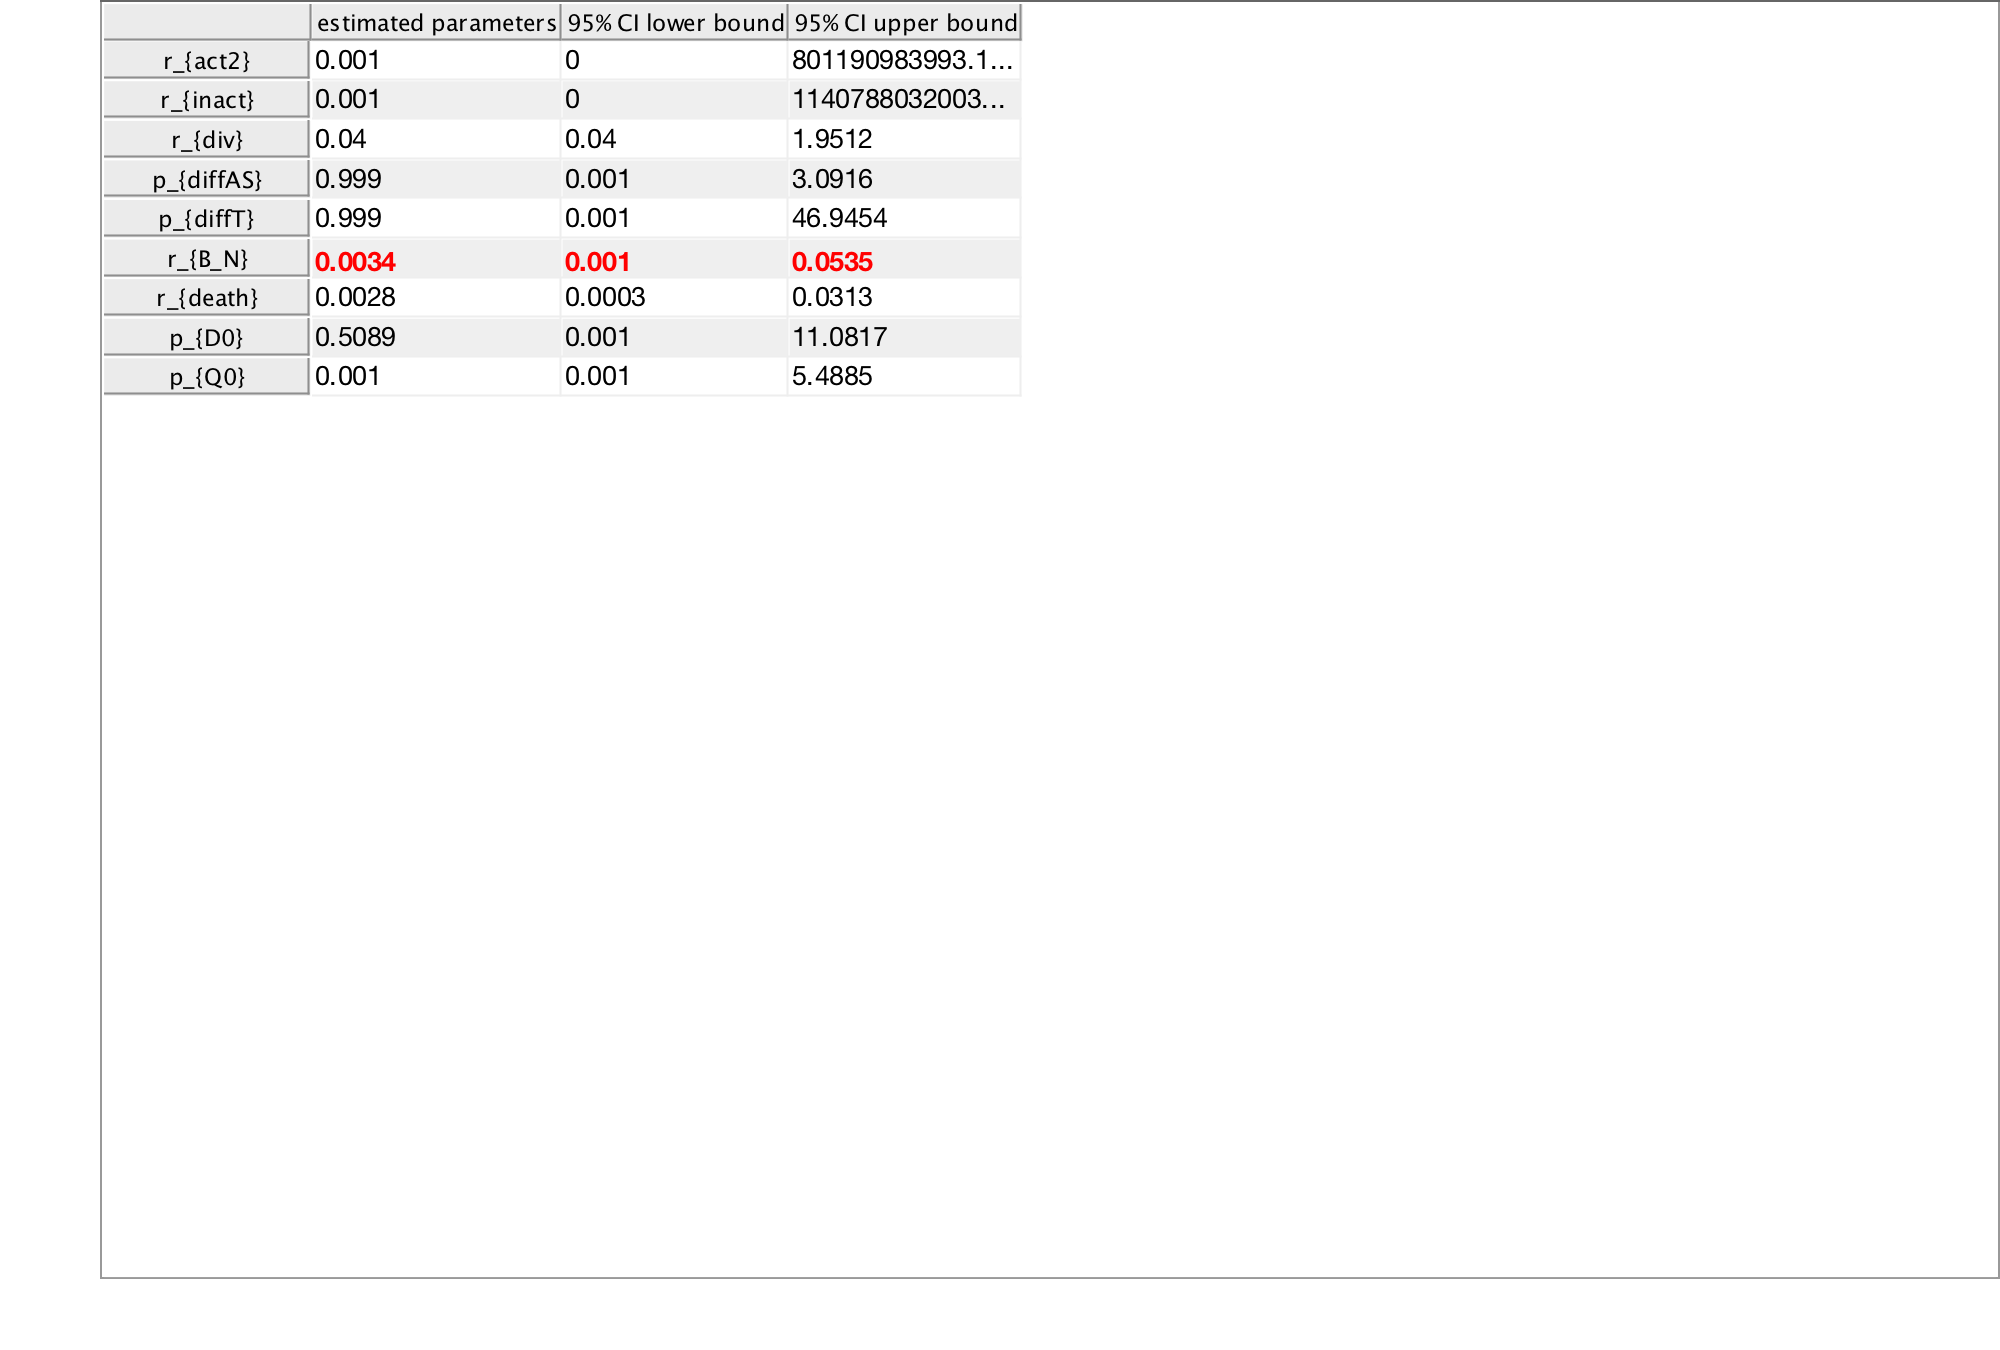 estimated parameters 95% CI lower bound 95% CI upper bound
r_{act2} 0.001 0 801190983993.1...
r_{inact} 0.001 0 1140788032003...
r_{div} 0.04 0.04 1.9512
p_{diffAS} 0.999 0.001 3.0916
p_{diffT} 0.999 0.001 46.9454
r_{B_N} 0.0034 0.001 0.0535
r_{death} 0.0028 0.0003 0.0313
p_{D0} 0.5089 0.001 11.0817
p_{Q0} 0.001 0.001 5.4885